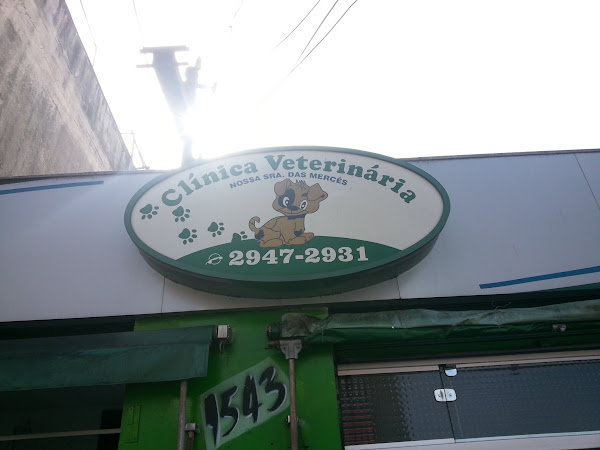 Clínica Veterinária
NOSSA SRA. DAS MERCÊS
2947-2931
1543